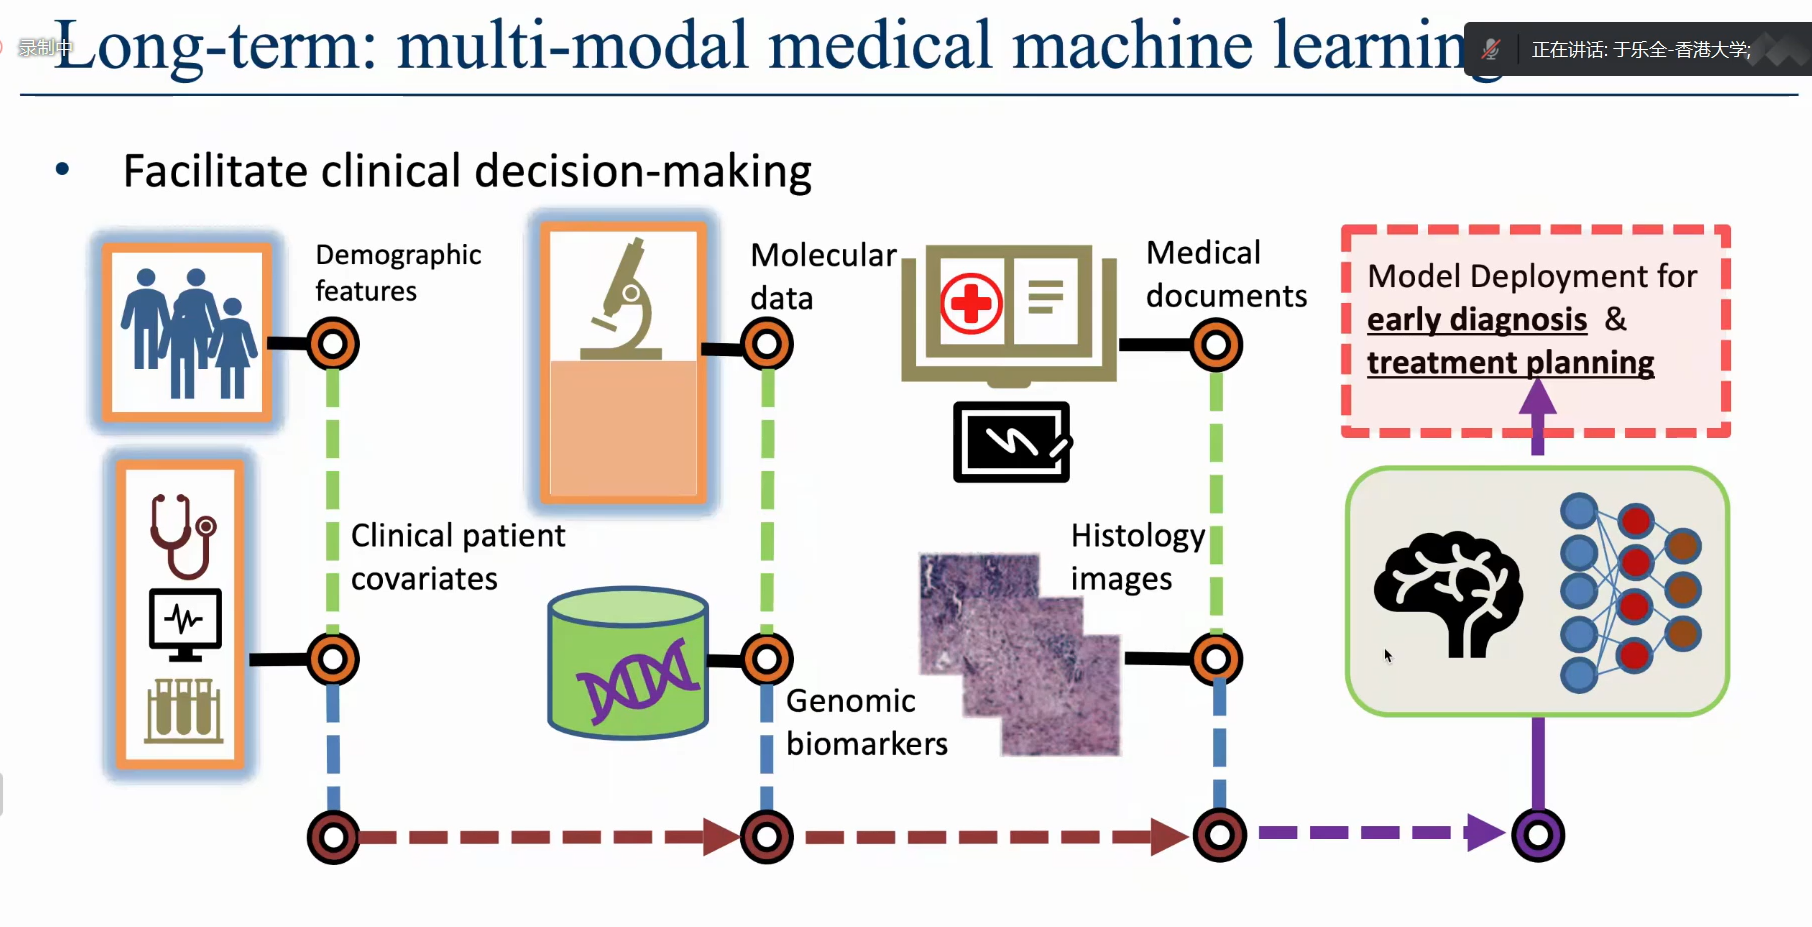 Long-term: multi-modal medical machine learning
录制中
正在讲话: 于乐全-香港大学;
• Facilitate clinical decision-making
Demographic
features
Molecular
data
Medical
documents
Model Deployment for
early diagnosis &
treatment planning
Clinical patient
covariates
Histology
images
Genomic
biomarkers